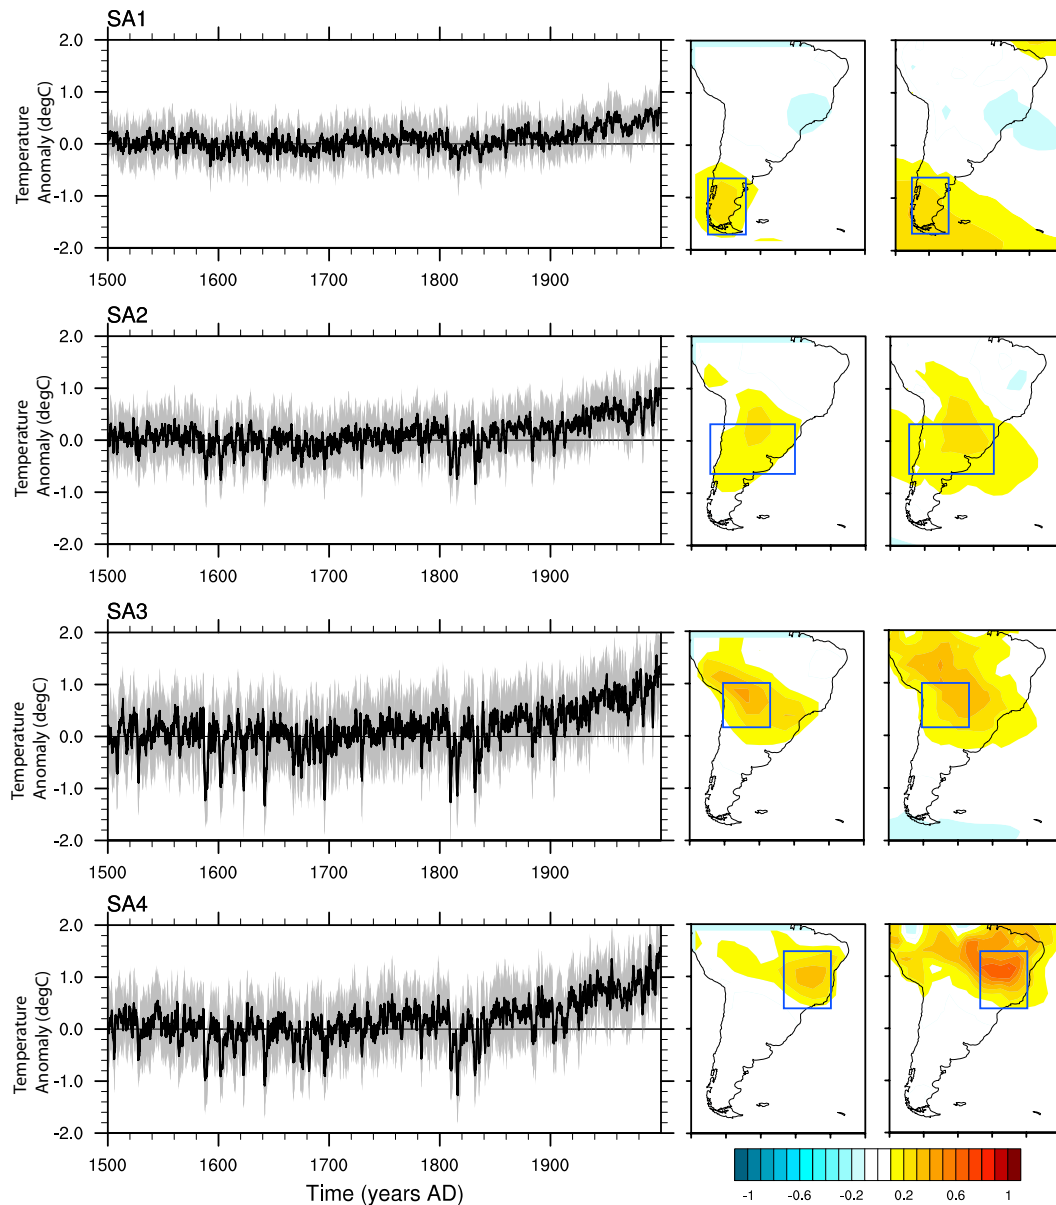 SA1
2.0
1.0
0.0
-1.0
-2.0
Temperature
Anomaly (degC)
1500 1600 1700 1800 1900
SA2
2.0
1.0
0.0
-1.0
-2.0
Temperature
Anomaly (degC)
1500 1600 1700 1800 1900
SA3
2.0
1.0
0.0
-1.0
-2.0
Temperature
Anomaly (degC)
1500 1600 1700 1800 1900
SA4
2.0
1.0
0.0
-1.0
-2.0
Temperature
Anomaly (degC)
1500 1600 1700 1800 1900
Time (years AD)
-1 -0.6 -0.2 0.2 0.6 1